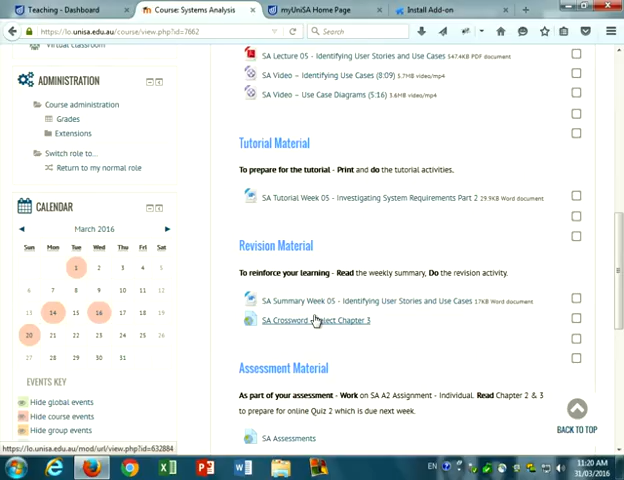 Teaching - Dashboard
Course: Systems Analysis
myUniSA Home Page
Install Add-on
https://lo.unisa.edu.au/course/view.php?id=7662
Search
Virtual classroom
ADMINISTRATION
Course administration
Grades
Extensions
Switch role to...
Return to my normal role
CALENDAR
March 2016
Sun Mon Tue Wed Thu Fri Sat
1 2 3 4 5
6 7 8 9 10 11 12
13 14 15 16 17 18 19
20 21 22 23 24 25 26
27 28 29 30 31
EVENTS KEY
Hide global events
Hide course events
Hide group events
SA Lecture 05 - Identifying User Stories and Use Cases 547.4KB PDF document
SA Video – Identifying Use Cases (8:09) 5.7MB video/mp4
SA Video – Use Case Diagrams (5:16) 3.6MB video/mp4
Tutorial Material
To prepare for the tutorial - Print and do the tutorial activities,
SA Tutorial Week 05 - Investigating System Requirements Part 2 29.9KB Word document
Revision Material
To reinforce your learning - Read the weekly summary, Do the revision activity.
SA Summary Week 05 - Identifying User Stories and Use Cases 17KB Word document
SA Crossword lect Chapter 3
Assessment Material
As part of your assessment - Work on SA A2 Assignment - Individual. Read Chapter 2 & 3
to prepare for online Quiz 2 which is due next week.
SA Assessments
BACK TO TOP
https://lo.unisa.edu.au/mod/url/view.php?id=632884
EN
11:20 AM
31/03/2016